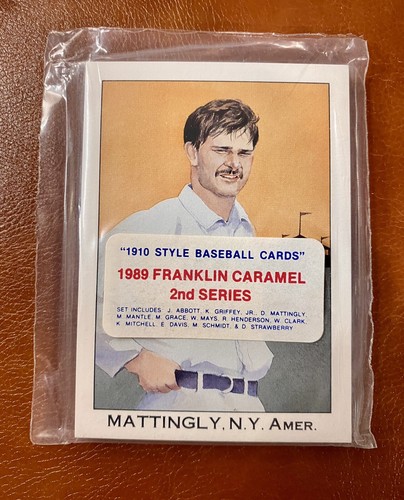 "1910 STYLE BASEBALL CARDS"
1989 FRANKLIN CARAMEL
2nd SERIES
SET INCLUDES: J. ABBOTT, K. GRIFFEY, JR., D. MATTINGLY,
M. MANTLE, M. GRACE, W. MAYS, R. HENDERSON, W. CLARK,
K. MITCHELL, E. DAVIS, M. SCHMIDT, & D. STRAWBERRY
MATTINGLY, N.Y. AMER.